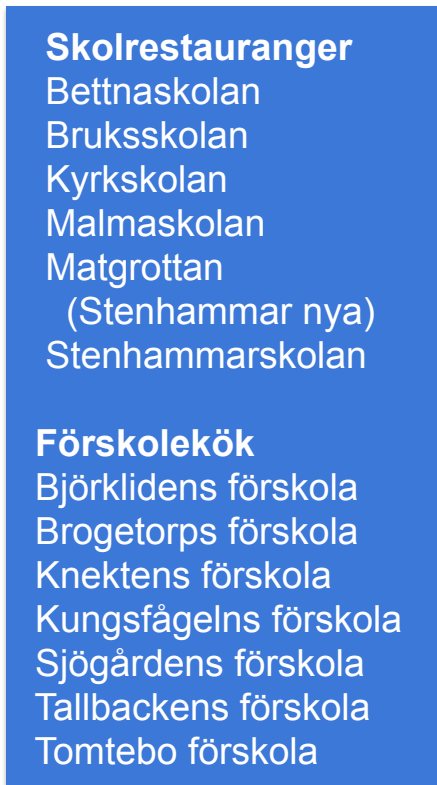 Skolrestauranger
Bettnaskolan
Bruksskolan
Kyrkskolan
Malmaskolan
Matgrottan
(Stenhammar nya)
Stenhammarskolan
Förskolekök
Björklidens förskola
Brogetorps förskola
Knektens förskola
Kungsfågelns förskola
Sjögårdens förskola
Tallbackens förskola
Tomtebo förskola